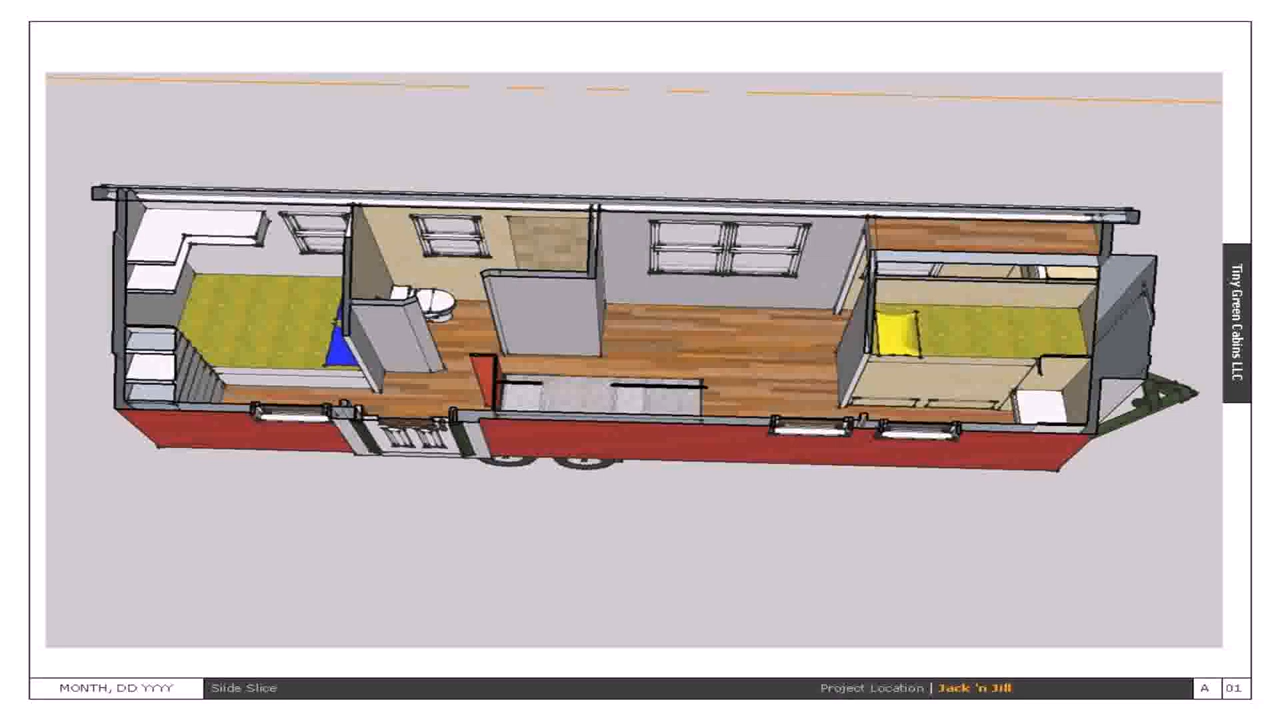 Tiny Green Cabins LLC
MONTH, DD YYYY
Slide Slice
Project Location | Jack 'n Jill
A 01